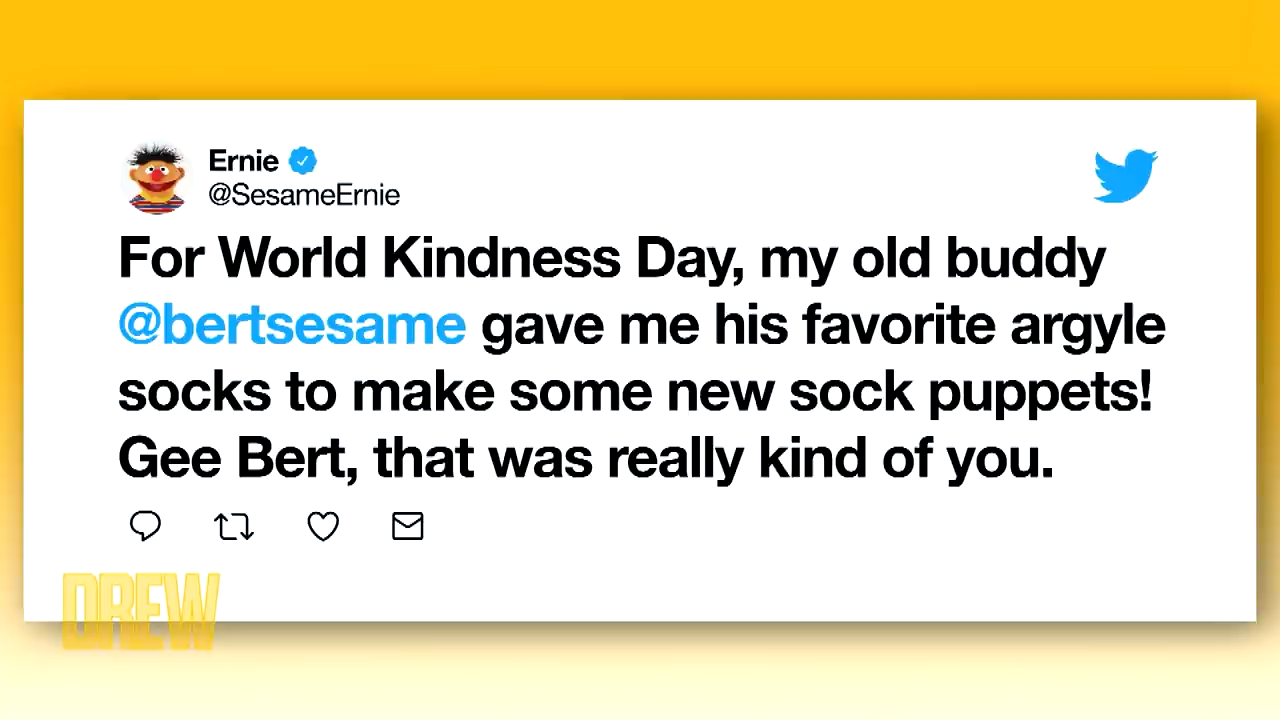 Ernie
@SesameErnie
For World Kindness Day, my old buddy
@bertsesame gave me his favorite argyle
socks to make some new sock puppets!
Gee Bert, that was really kind of you.
DREW